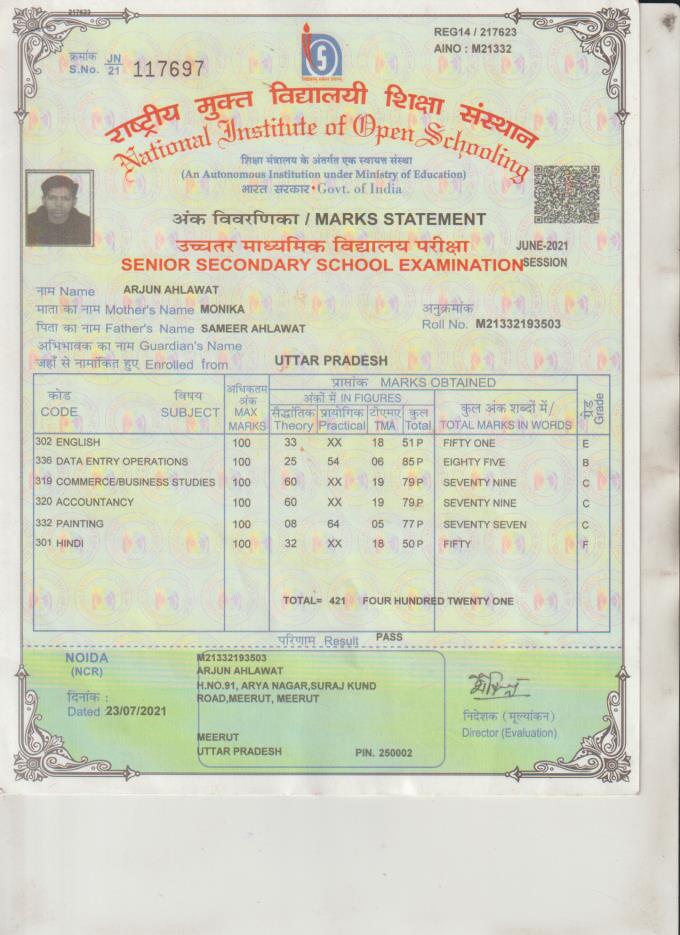 217623
REG14 / 217623
AINO : M21332
क्रमांक JN
S.No. 21 117697
राष्ट्रीय मुक्त विद्यालयी शिक्षा संस्थान
National Institute of Open Schooling
शिक्षा मंत्रालय के अंतर्गत एक स्वायत्त संस्था
(An Autonomous Institution under Ministry of Education)
भारत सरकार • Govt. of India
अंक विवरणिका / MARKS STATEMENT
उच्चतर माध्यमिक विद्यालय परीक्षा JUNE-2021
SENIOR SECONDARY SCHOOL EXAMINATION SESSION
नाम Name ARJUN AHLAWAT
माता का नाम Mother's Name MONIKA अनुक्रमांक
पिता का नाम Father's Name SAMEER AHLAWAT Roll No. M21332193503
अभिभावक का नाम Guardian's Name
जहाँ से नामांकित हुए Enrolled from UTTAR PRADESH
कोड विषय अधिकतम अंक प्राप्तांक MARKS OBTAINED
CODE SUBJECT MAX MARKS अंकों में IN FIGURES कुल अंक शब्दों में/ TOTAL MARKS IN WORDS ग्रेड Grade
सैद्धांतिक प्रायोगिक टीएमए कुल
Theory Practical TMA Total
302 ENGLISH 100 33 XX 18 51 P FIFTY ONE E
336 DATA ENTRY OPERATIONS 100 25 54 06 85 P EIGHTY FIVE B
319 COMMERCE/BUSINESS STUDIES 100 60 XX 19 79 P SEVENTY NINE C
320 ACCOUNTANCY 100 60 XX 19 79 P SEVENTY NINE C
332 PAINTING 100 08 64 05 77 P SEVENTY SEVEN C
301 HINDI 100 32 XX 18 50 P FIFTY F
TOTAL= 421 FOUR HUNDRED TWENTY ONE
परिणाम Result PASS
NOIDA
(NCR)
दिनांक :
Dated 23/07/2021
M21332193503
ARJUN AHLAWAT
H.NO.91, ARYA NAGAR,SURAJ KUND
ROAD,MEERUT, MEERUT
MEERUT
UTTAR PRADESH PIN. 250002
निदेशक (मूल्यांकन)
Director (Evaluation)